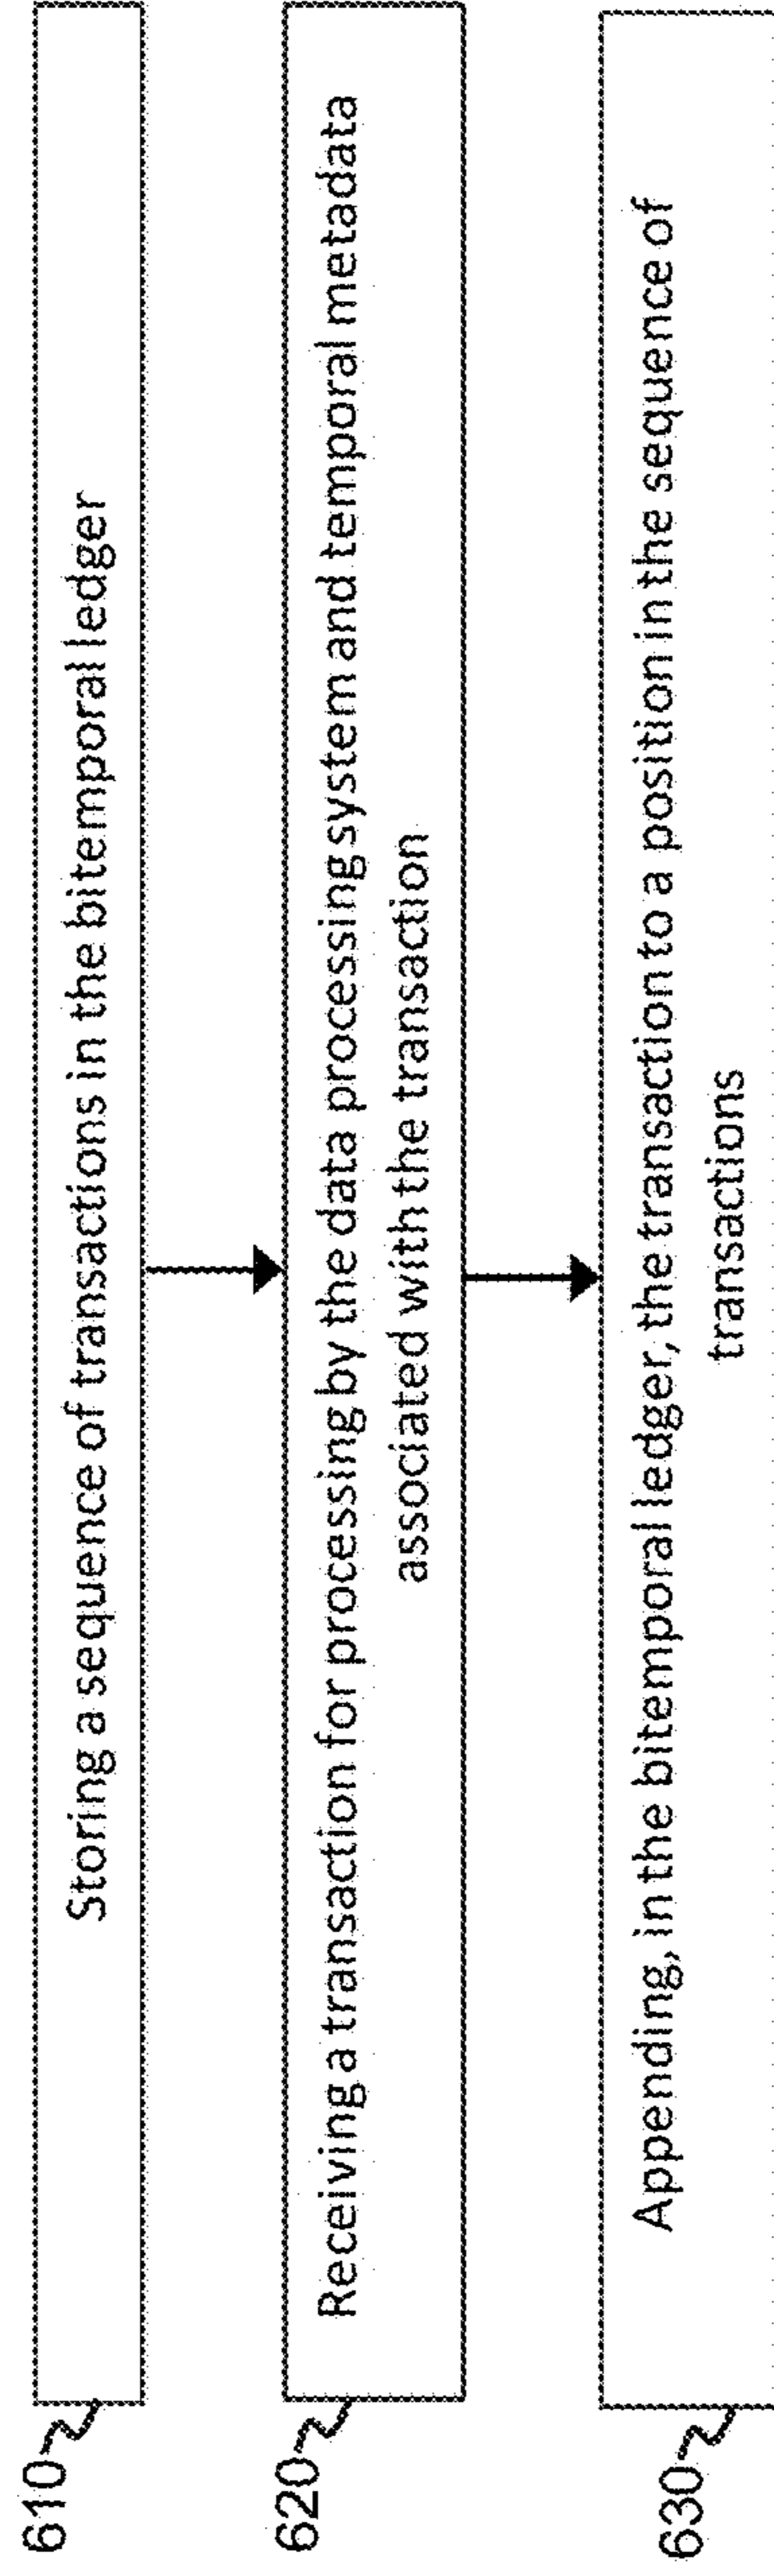 610
Storing a sequence of transactions in the bitemporal ledger
620
Receiving a transaction for processing by the data processing system and temporal metadata
associated with the transaction
630
Appending, in the bitemporal ledger, the transaction to a position in the sequence of
transactions